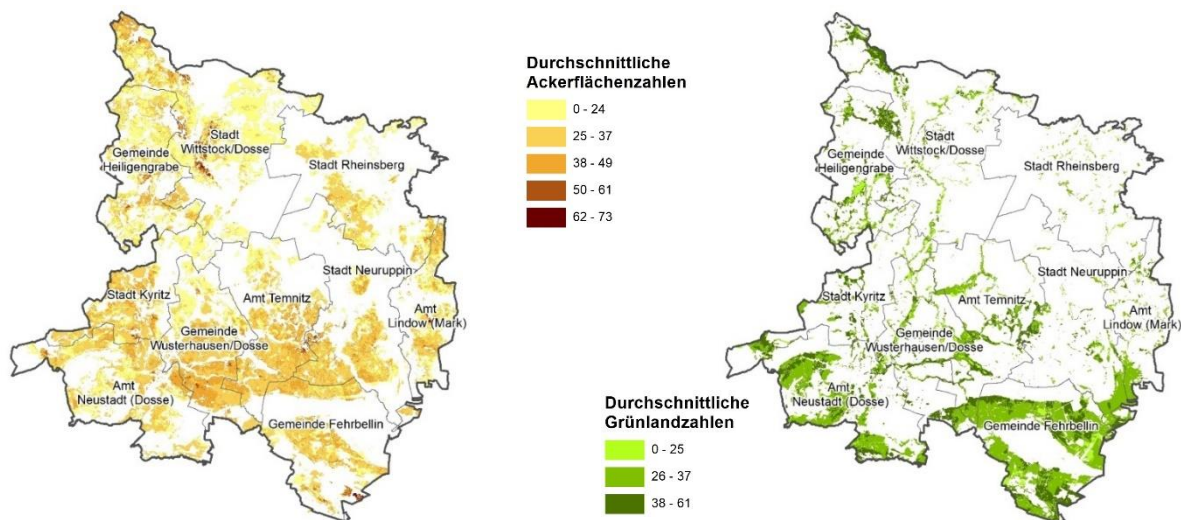 Stadt
Wittstock/Dosse
Gemeinde
Heiligengrabe
Stadt Rheinsberg
Stadt Neuruppin
Stadt Kyritz
Amt Temnitz
Amt
Lindow (Mark)
Gemeinde
Wusterhausen/Dosse
Amt
Neustadt (Dosse)
Gemeinde Fehrbellin
Durchschnittliche
Ackerflächenzahlen
0 - 24
25 - 37
38 - 49
50 - 61
62 - 73
Durchschnittliche
Grünlandzahlen
0 - 25
26 - 37
38 - 61
Stadt
Wittstock/Dosse
Gemeinde
Heiligengrabe
Stadt Rheinsberg
Stadt Neuruppin
Stadt Kyritz
Amt Temnitz
Amt
Lindow (Mark)
Gemeinde
Wusterhausen/Dosse
Amt
Neustadt (Dosse)
Gemeinde Fehrbellin